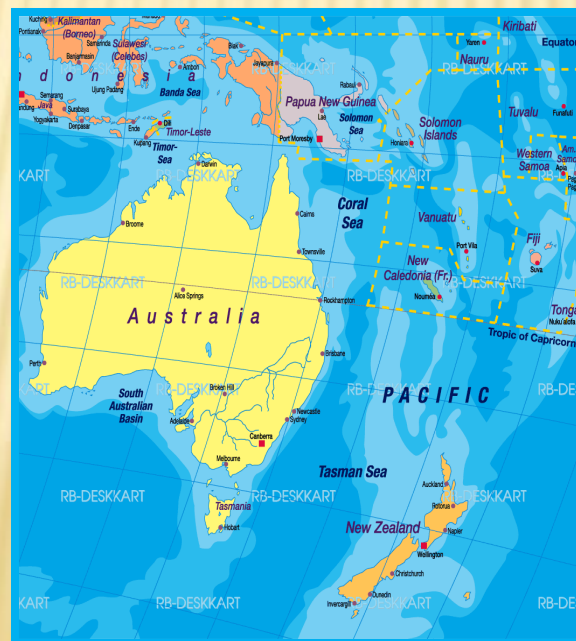 Kuching
Kalimantan
(Borneo)
Pontianak
Samarinda
Sulawesi
(Celebes)
Banjarmasin
Ambon
Biak
Jayapura
Kiribati
Yaren
Nauru
Equator
n d o n e s i a
Ujung Padang
Banda Sea
Semarang
Java
Surabaya
Yogyakarta
Denpasar
Ende
Dili
Timor-Leste
Kupang
Timor-
Sea
Rabaul
Papua New Guinea
Lae
Solomon
Sea
Port Moresby
Solomon
Islands
Honiara
Tuvalu
Funafuti
Western
Samoa
Am.
Apia
Darwin
Coral
Sea
Cairns
Broome
Townsville
Vanuatu
Port Vila
Fiji
Suva
New
Caledonia (Fr.)
Nouméa
Alice Springs
Rockhampton
Australia
Tonga
Nuku'alofa
Tropic of Capricorn
Perth
Brisbane
South
Australian
Basin
Broken Hill
PACIFIC
Newcastle
Sydney
Adelaide
Canberra
Melbourne
Tasman Sea
Tasmania
Hobart
Auckland
Rotorua
New Zealand
Napier
Wellington
Christchurch
Dunedin
Invercargill
RB-DESKKART